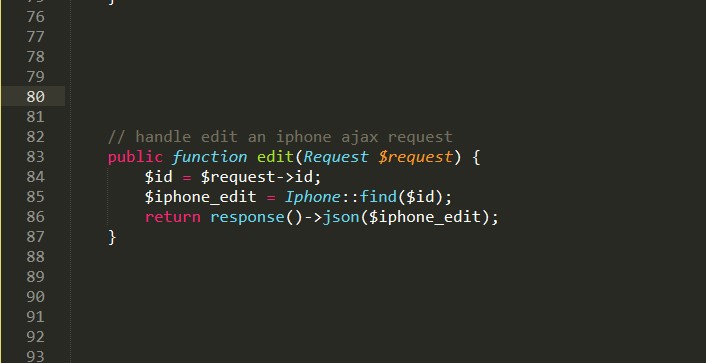 }
76
77
78
79
80
81
82 // handle edit an iphone ajax request
83 public function edit(Request $request) {
84 $id = $request->id;
85 $iphone_edit = Iphone::find($id);
86 return response()->json($iphone_edit);
87 }
88
89
90
91
92
93